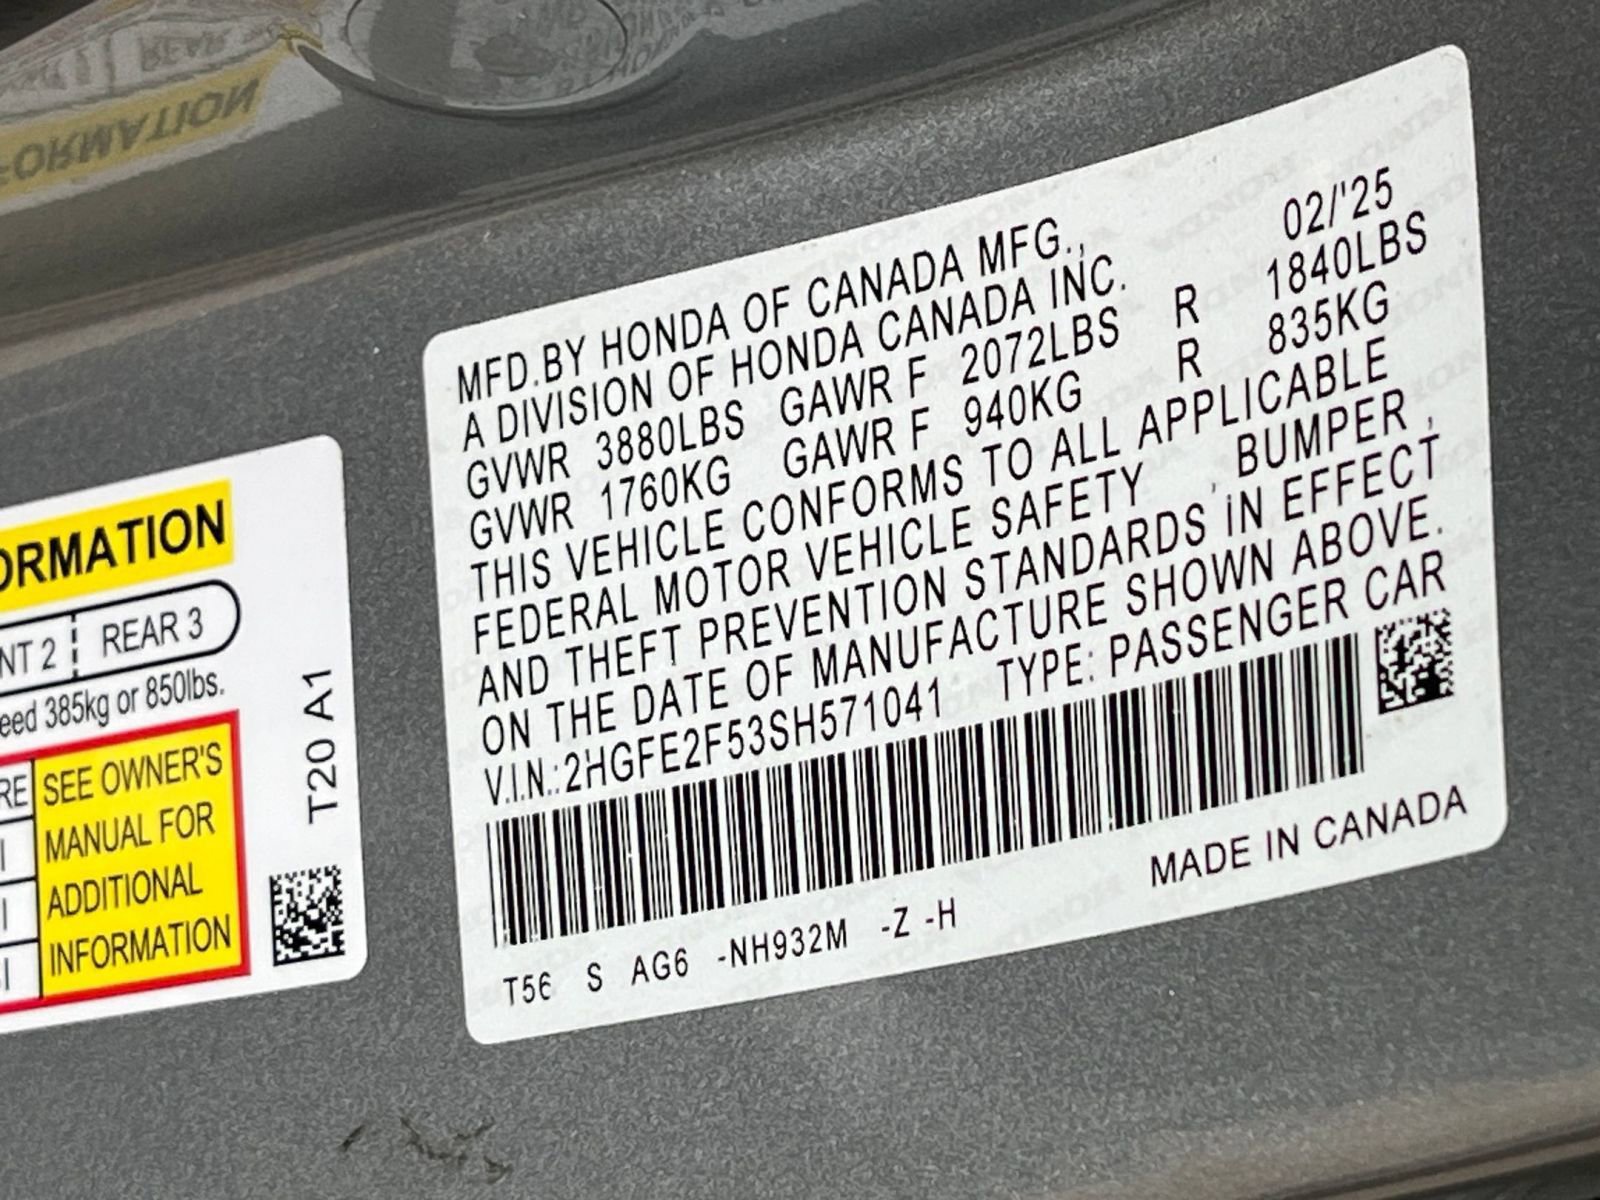 ORMATION
NT 2 | REAR 3
eed 385kg or 850lbs.
RE
SEE OWNER'S
MANUAL FOR
ADDITIONAL
INFORMATION
T20 A1
MFD.BY HONDA OF CANADA MFG., 02/'25
A DIVISION OF HONDA CANADA INC.
GVWR 3880LBS GAWR F 2072LBS R 1840LBS
GVWR 1760KG GAWR F 940KG R 835KG
THIS VEHICLE CONFORMS TO ALL APPLICABLE
FEDERAL MOTOR VEHICLE SAFETY , BUMPER ,
AND THEFT PREVENTION STANDARDS IN EFFECT
ON THE DATE OF MANUFACTURE SHOWN ABOVE.
V.I.N.:2HGFE2F53SH571041 TYPE: PASSENGER CAR
MADE IN CANADA
T56 S AG6 -NH932M -Z -H